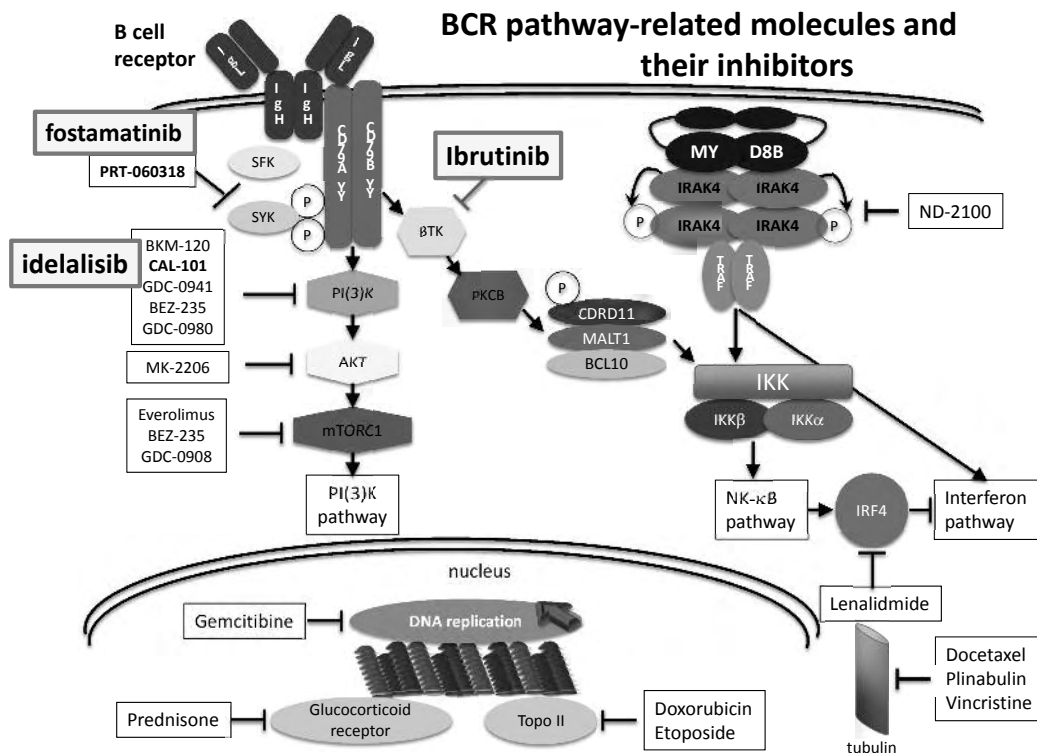 BCR pathway-related molecules and
their inhibitors
B cell
receptor
IgL
IgL
IgH
IgH
CD79A YY
CD79B YY
fostamatinib
PRT-060318
SFK
SYK
P
P
Ibrutinib
BTK
idelalisib
BKM-120
CAL-101
GDC-0941
BEZ-235
GDC-0980
PI(3)K
PKCB
P
CDRD11
MALT1
BCL10
MK-2206
AKT
Everolimus
BEZ-235
GDC-0908
mTORC1
PI(3)K
pathway
MY D8B
IRAK4 IRAK4
P IRAK4 IRAK4 P
ND-2100
TRAF TRAF
IKK
IKKβ IKKα
NK-κB
pathway
IRF4
Interferon
pathway
Lenalidmide
nucleus
Gemcitibine
DNA replication
Prednisone
Glucocorticoid
receptor
Topo II
Doxorubicin
Etoposide
Docetaxel
Plinabulin
Vincristine
tubulin